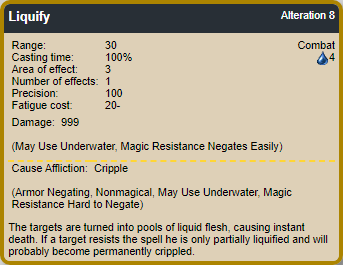 Liquify Alteration 8
Range: 30 Combat
Casting time: 100% 4
Area of effect: 3
Number of effects: 1
Precision: 100
Fatigue cost: 20-
Damage: 999
(May Use Underwater, Magic Resistance Negates Easily)
Cause Affliction: Cripple
(Armor Negating, Nonmagical, May Use Underwater, Magic
Resistance Hard to Negate)
The targets are turned into pools of liquid flesh, causing instant
death. If a target resists the spell he is only partially liquified and will
probably become permanently crippled.